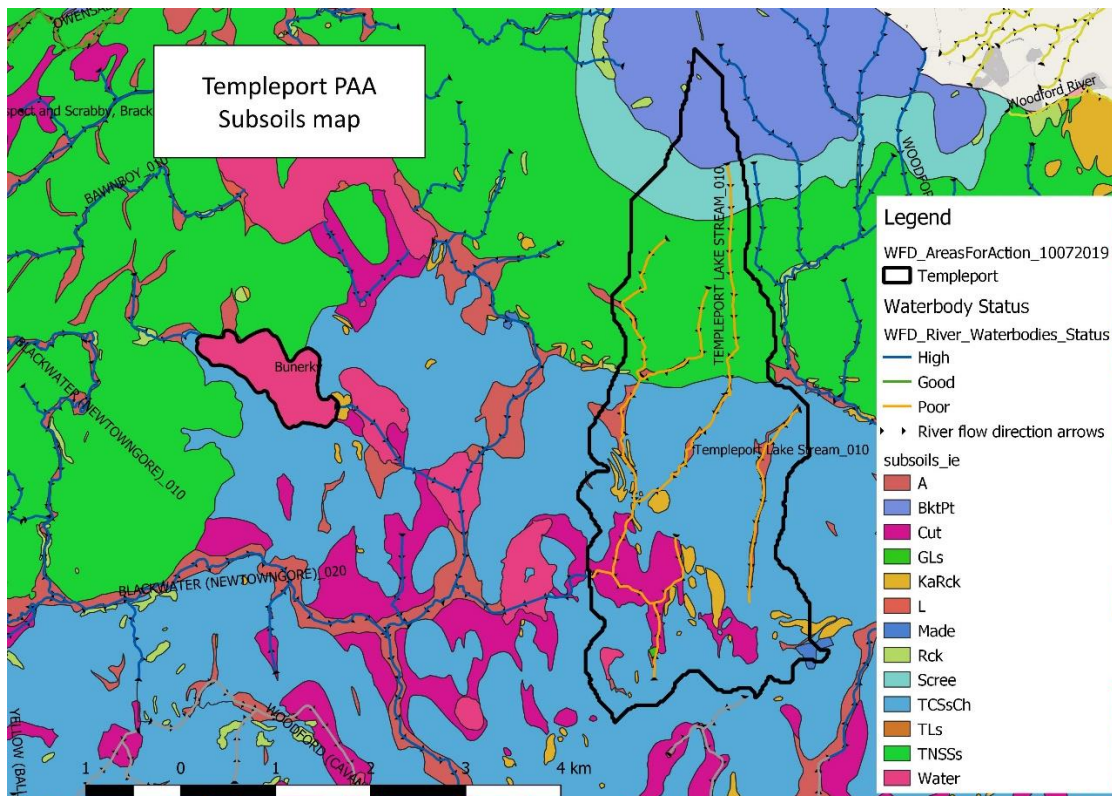 OWENSA
Templeport PAA
Subsoils map
spect and Scrabby, Brack
BAWNBOY_010
Woodford River
WOODFOR
TEMPLEPORT LAKE STREAM_010
Bunerky
BLACKWATER (NEWTOWNGORE)_010
Templeport Lake Stream_010
BLACKWATER (NEWTOWNGORE)_020
WOODFORD (CAVAN
YELLOW (BAL
1 0 1 2 3 4 km
Legend
WFD_AreasForAction_10072019
Templeport
Waterbody Status
WFD_River_Waterbodies_Status
High
Good
Poor
River flow direction arrows
subsoils_ie
A
BktPt
Cut
GLs
KaRck
L
Made
Rck
Scree
TCSsCh
TLs
TNSSs
Water